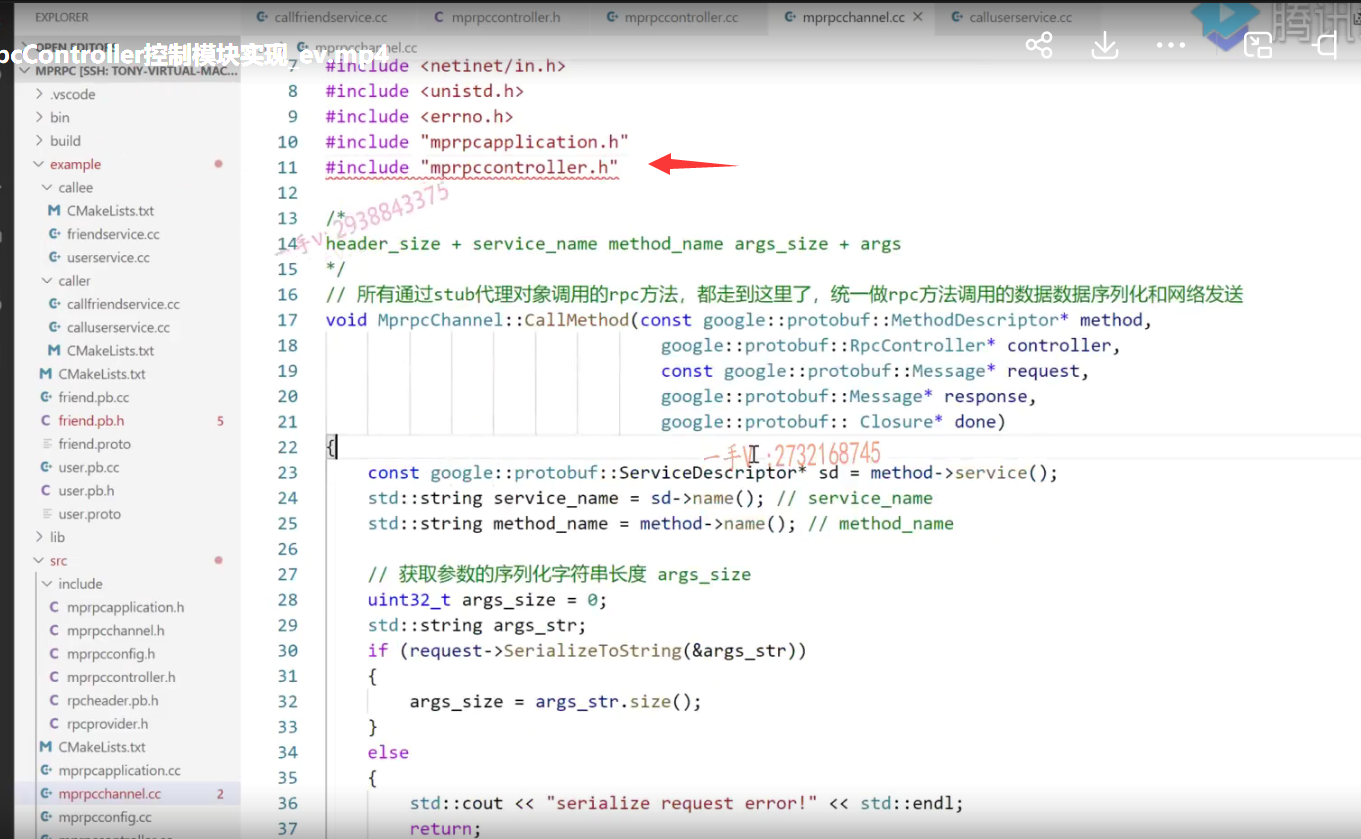 EXPLORER
callfriendservice.cc
mprpccontroller.h
mprpccontroller.cc
mprpcchannel.cc
calluserservice.cc
腾讯
OPEN EDITORS
mprpcchannel.cc
pcController控制模块实现_ev.mp4
MPRPC [SSH: TONY-VIRTUAL-MAC...
.vscode
bin
build
example
callee
CMakeLists.txt
friendservice.cc
userservice.cc
caller
callfriendservice.cc
calluserservice.cc
CMakeLists.txt
CMakeLists.txt
friend.pb.cc
friend.pb.h 5
friend.proto
user.pb.cc
user.pb.h
user.proto
lib
src
include
mprpcapplication.h
mprpcchannel.h
mprpcconfig.h
mprpccontroller.h
rpcheader.pb.h
rpcprovider.h
CMakeLists.txt
mprpcapplication.cc
mprpcchannel.cc 2
mprpcconfig.cc
mprpccontroller.cc
7 #include <netinet/in.h>
8 #include <unistd.h>
9 #include <errno.h>
10 #include "mprpcapplication.h"
11 #include "mprpccontroller.h"
12
13 /*
一手V: 2938843375
14 header_size + service_name method_name args_size + args
15 */
16 // 所有通过stub代理对象调用的rpc方法，都走到这里了，统一做rpc方法调用的数据数据序列化和网络发送
17 void MprpcChannel::CallMethod(const google::protobuf::MethodDescriptor* method,
18 google::protobuf::RpcController* controller,
19 const google::protobuf::Message* request,
20 google::protobuf::Message* response,
21 google::protobuf:: Closure* done)
22 {
一手V :2732168745
23 const google::protobuf::ServiceDescriptor* sd = method->service();
24 std::string service_name = sd->name(); // service_name
25 std::string method_name = method->name(); // method_name
26
27 // 获取参数的序列化字符串长度 args_size
28 uint32_t args_size = 0;
29 std::string args_str;
30 if (request->SerializeToString(&args_str))
31 {
32 args_size = args_str.size();
33 }
34 else
35 {
36 std::cout << "serialize request error!" << std::endl;
37 return;